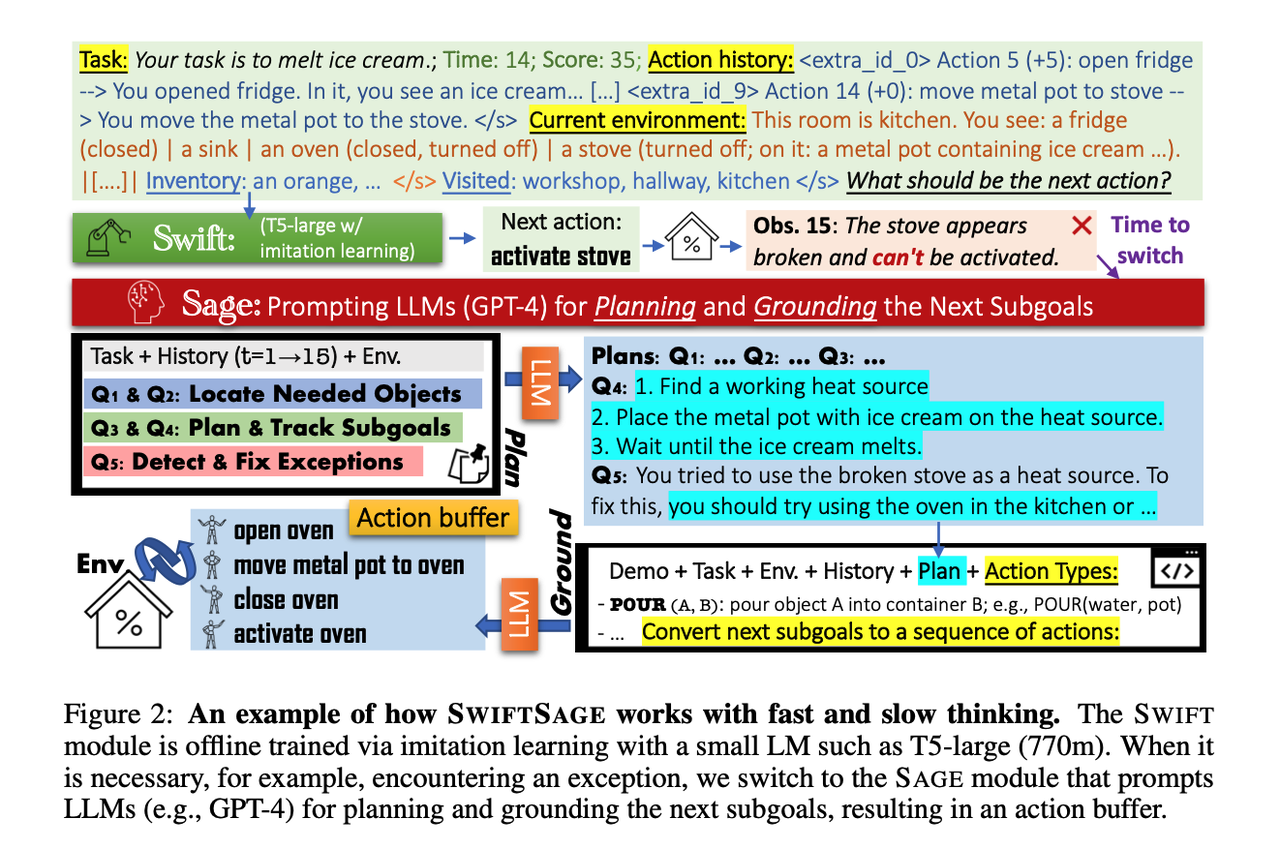 Task: Your task is to melt ice cream.; Time: 14; Score: 35; Action history: <extra_id_0> Action 5 (+5): open fridge
--> You opened fridge. In it, you see an ice cream... [...] <extra_id_9> Action 14 (+0): move metal pot to stove --
> You move the metal pot to the stove. </s> Current environment: This room is kitchen. You see: a fridge
(closed) | a sink | an oven (closed, turned off) | a stove (turned off; on it: a metal pot containing ice cream ...).
|[....]| Inventory: an orange, ... </s> Visited: workshop, hallway, kitchen </s> What should be the next action?
Swift: (T5-large w/
imitation learning)
Next action:
activate stove
%
Obs. 15: The stove appears
broken and can't be activated.
Time to
switch
Sage: Prompting LLMs (GPT-4) for Planning and Grounding the Next Subgoals
Task + History (t=1→15) + Env.
Q1 & Q2: Locate Needed Objects
Q3 & Q4: Plan & Track Subgoals
Q5: Detect & Fix Exceptions
LLM
Plan
Plans: Q1: ... Q2: ... Q3: ...
Q4: 1. Find a working heat source
2. Place the metal pot with ice cream on the heat source.
3. Wait until the ice cream melts.
Q5: You tried to use the broken stove as a heat source. To
fix this, you should try using the oven in the kitchen or ...
Demo + Task + Env. + History + Plan + Action Types:
</>
- POUR (A, B): pour object A into container B; e.g., POUR(water, pot)
- ... Convert next subgoals to a sequence of actions:
Ground
LLM
Action buffer
open oven
move metal pot to oven
close oven
activate oven
Env.
%
Figure 2: An example of how SWIFTSAGE works with fast and slow thinking. The SWIFT
module is offline trained via imitation learning with a small LM such as T5-large (770m). When it
is necessary, for example, encountering an exception, we switch to the SAGE module that prompts
LLMs (e.g., GPT-4) for planning and grounding the next subgoals, resulting in an action buffer.